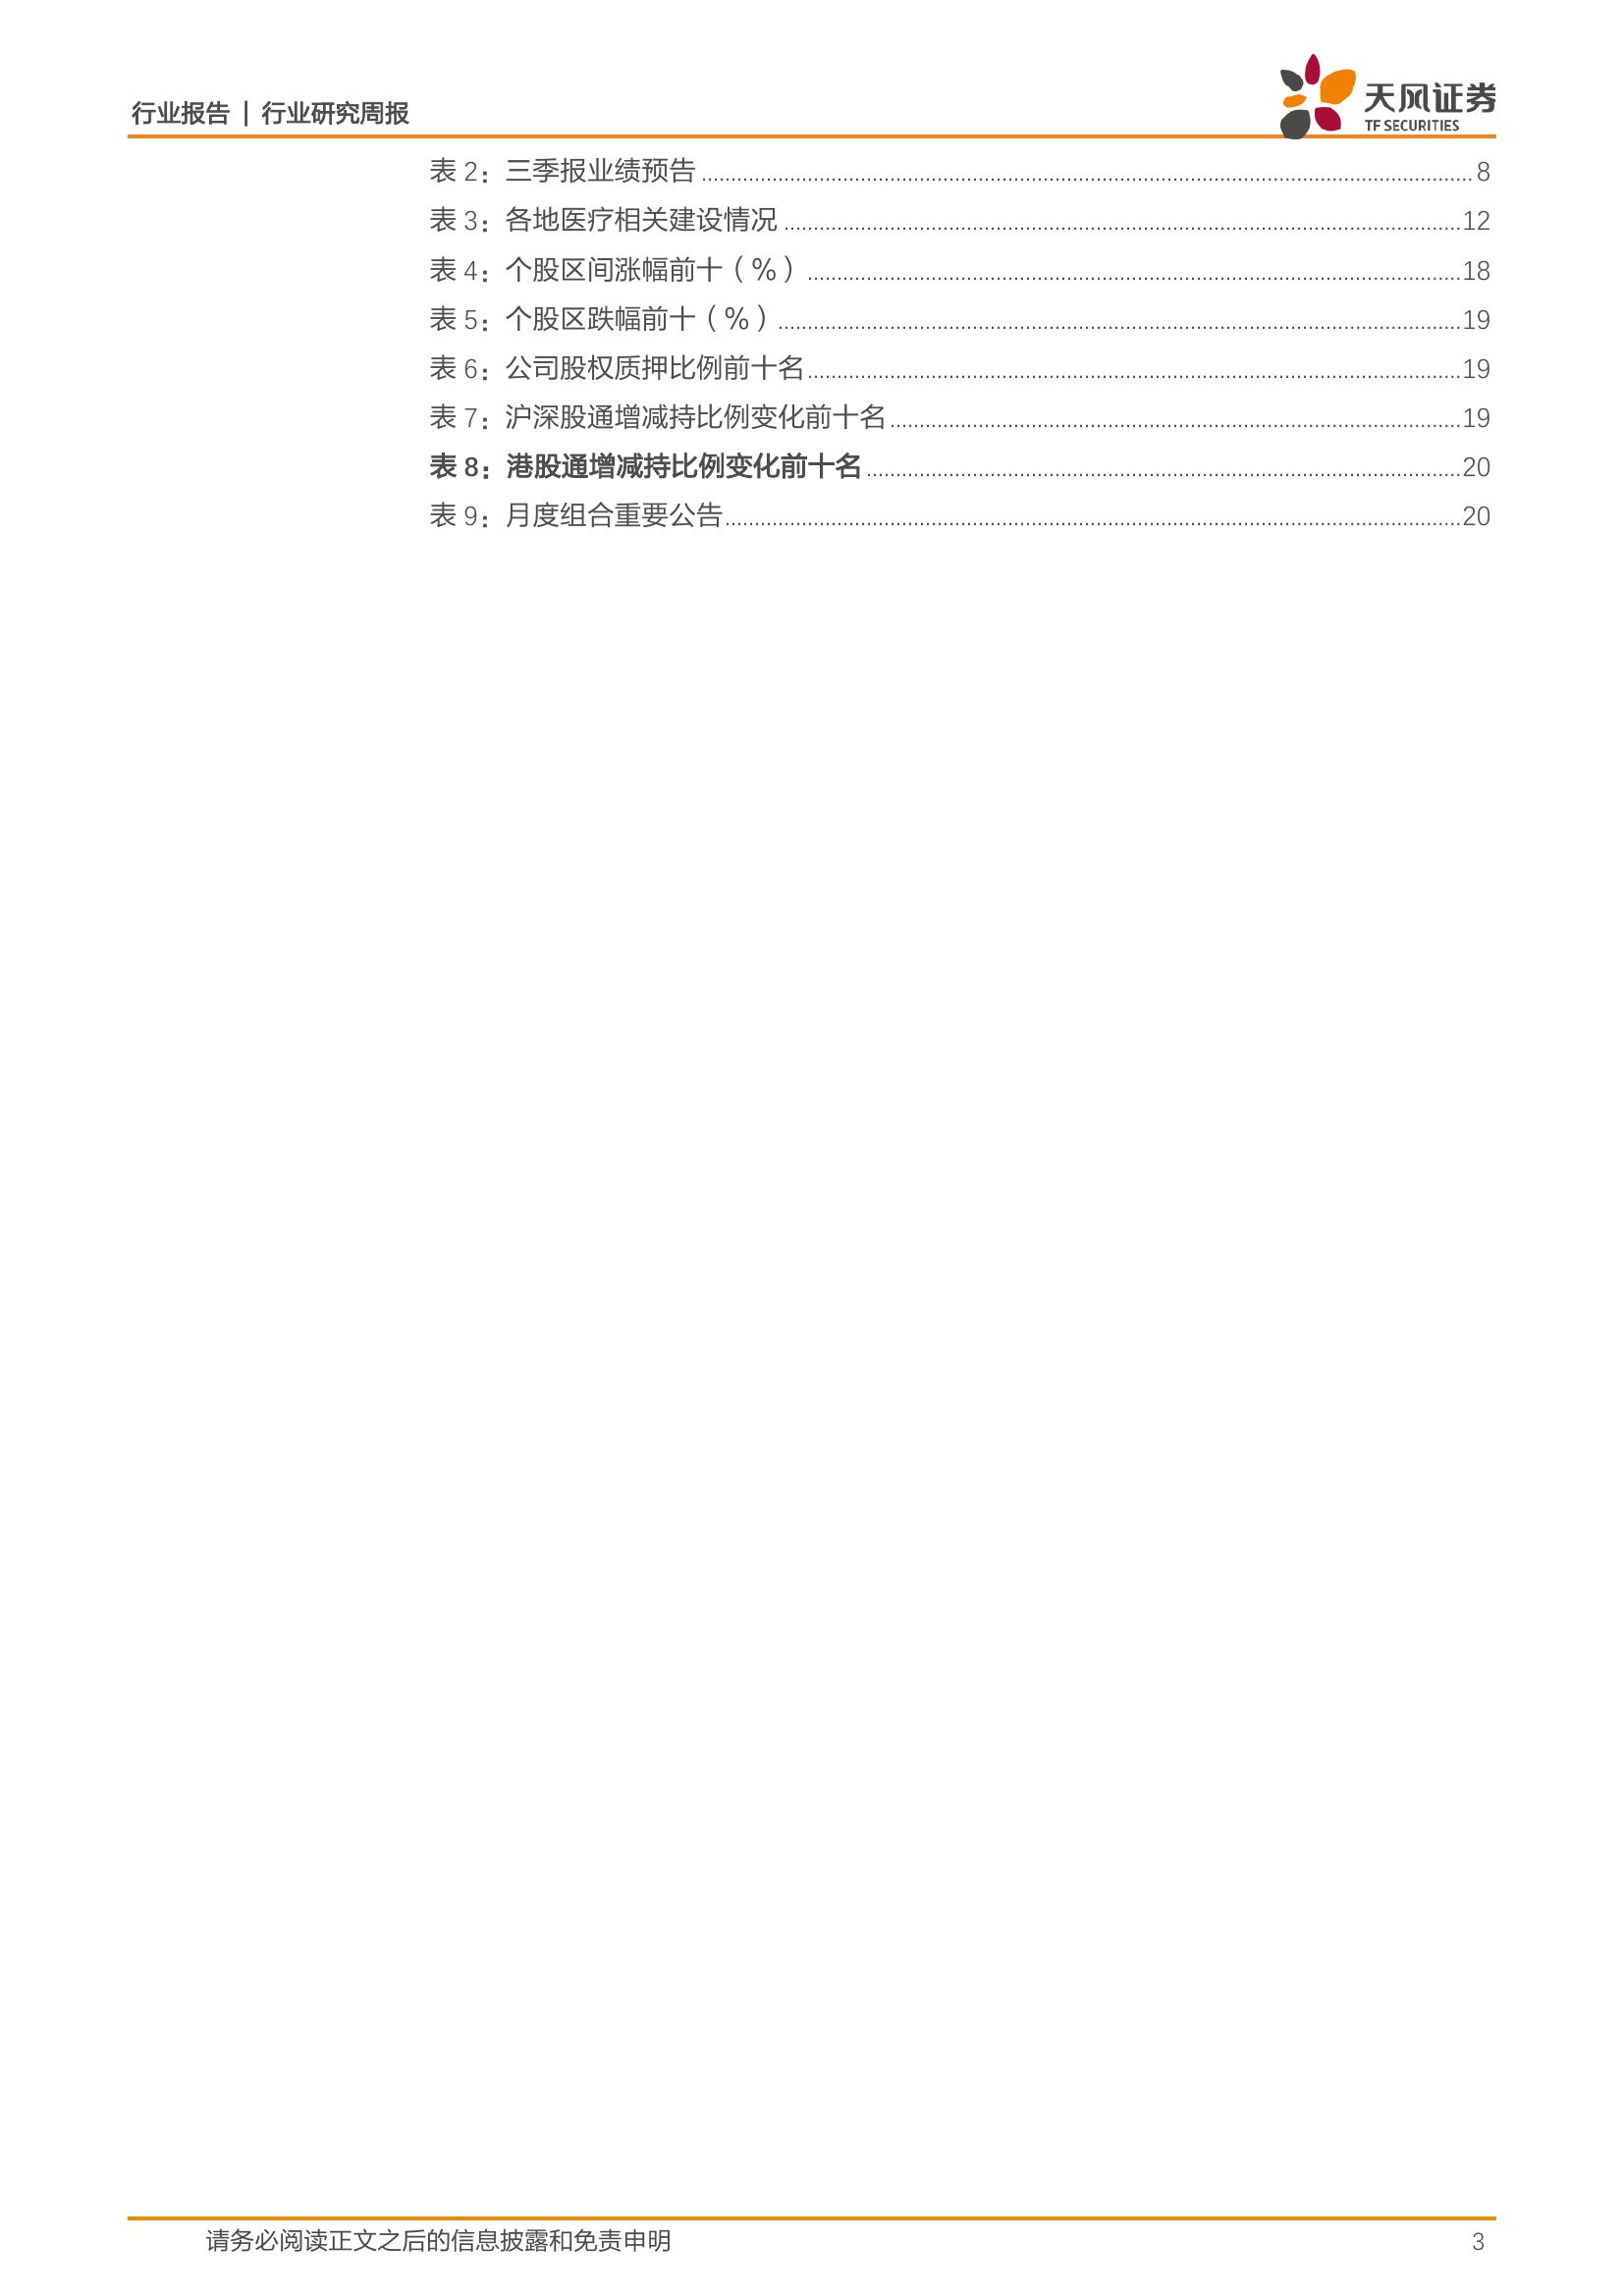 行业报告 | 行业研究周报
天风证券
TF SECURITIES
表 2：三季报业绩预告 ........ 8
表 3：各地医疗相关建设情况 ........ 12
表 4：个股区间涨幅前十（%） ........ 18
表 5：个股区跌幅前十（%） ........ 19
表 6：公司股权质押比例前十名 ........ 19
表 7：沪深股通增减持比例变化前十名 ........ 19
表 8：港股通增减持比例变化前十名 ........ 20
表 9：月度组合重要公告 ........ 20
请务必阅读正文之后的信息披露和免责申明 3